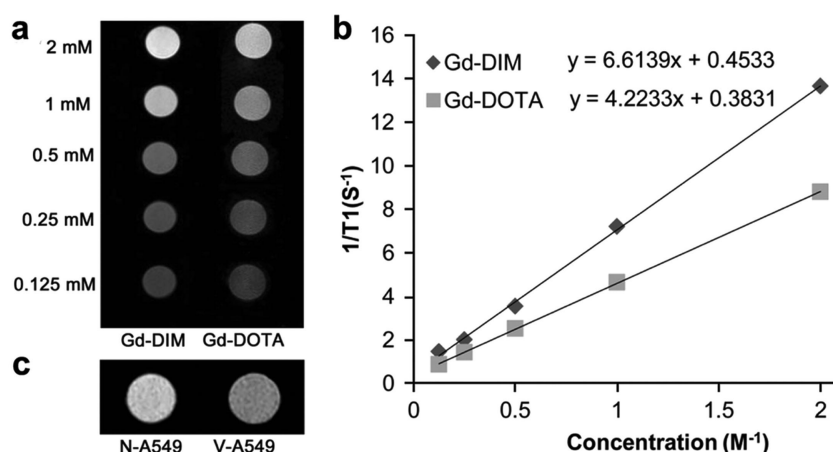 a
2 mM
1 mM
0.5 mM
0.25 mM
0.125 mM
Gd-DIM Gd-DOTA
c
N-A549 V-A549
b
16
14
12
10
8
6
4
2
0
1/T1(S⁻¹)
Gd-DIM y = 6.6139x + 0.4533
Gd-DOTA y = 4.2233x + 0.3831
0.5 1 1.5 2
Concentration (M⁻¹)